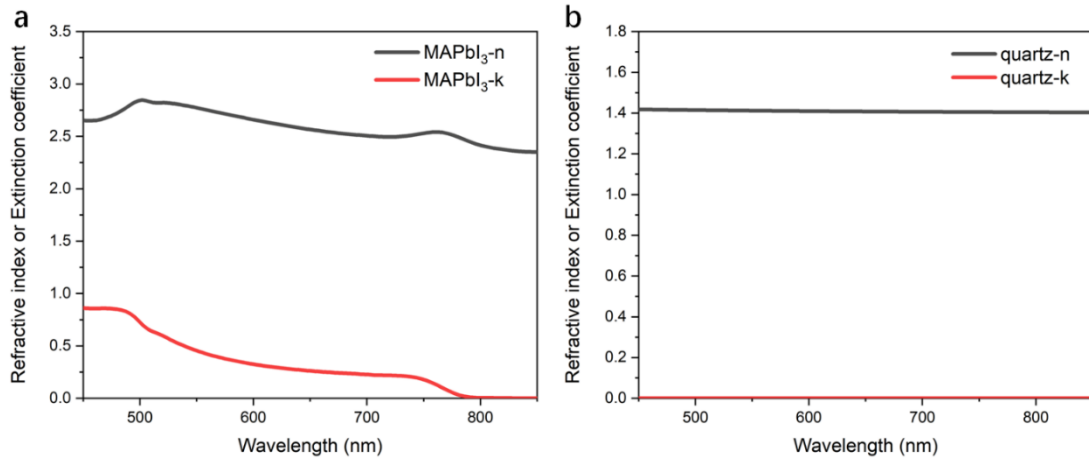 a
Refractive index or Extinction coefficient
3.5
3.0
2.5
2.0
1.5
1.0
0.5
0.0
MAPbI₃-n
MAPbI₃-k
500
600
700
800
Wavelength (nm)
b
Refractive index or Extinction coefficient
1.8
1.6
1.4
1.2
1.0
0.8
0.6
0.4
0.2
0.0
quartz-n
quartz-k
500
600
700
800
Wavelength (nm)